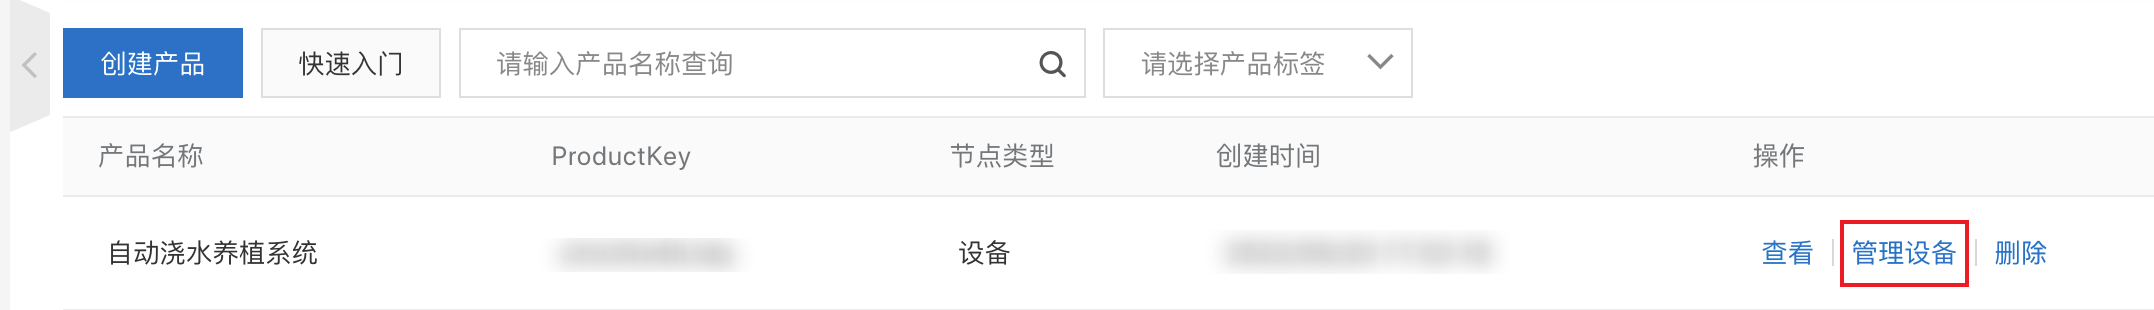 创建产品 快速入门 请输入产品名称查询 请选择产品标签
产品名称 ProductKey 节点类型 创建时间 操作
自动浇水养植系统 设备 查看 管理设备 删除